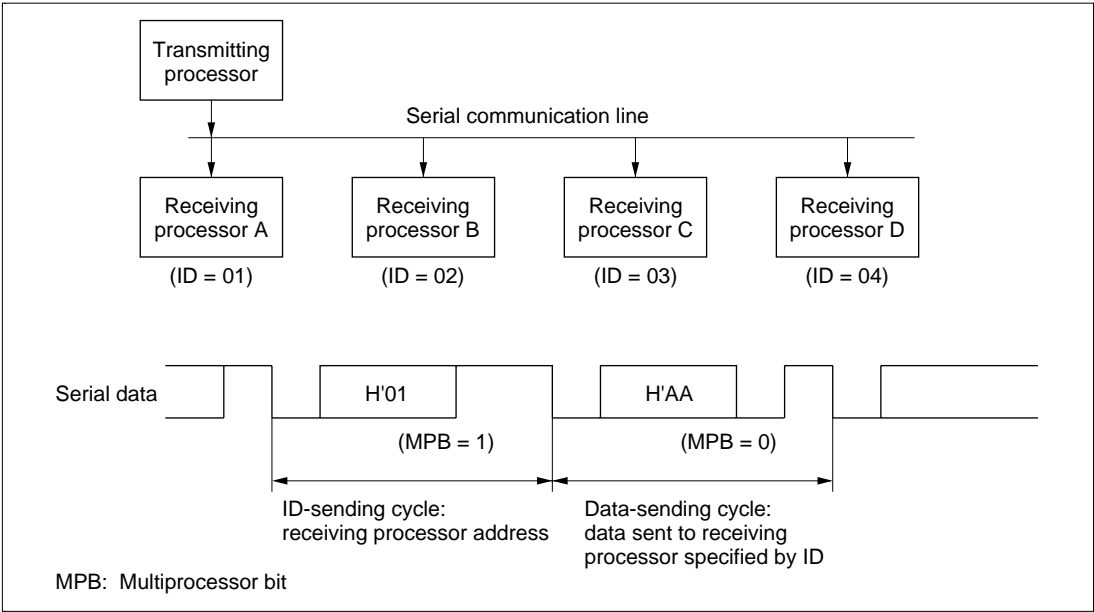 Transmitting
processor
Serial communication line
Receiving
processor A
Receiving
processor B
Receiving
processor C
Receiving
processor D
(ID = 01)
(ID = 02)
(ID = 03)
(ID = 04)
Serial data
H'01
H'AA
(MPB = 1)
(MPB = 0)
ID-sending cycle:
receiving processor address
Data-sending cycle:
data sent to receiving
processor specified by ID
MPB: Multiprocessor bit